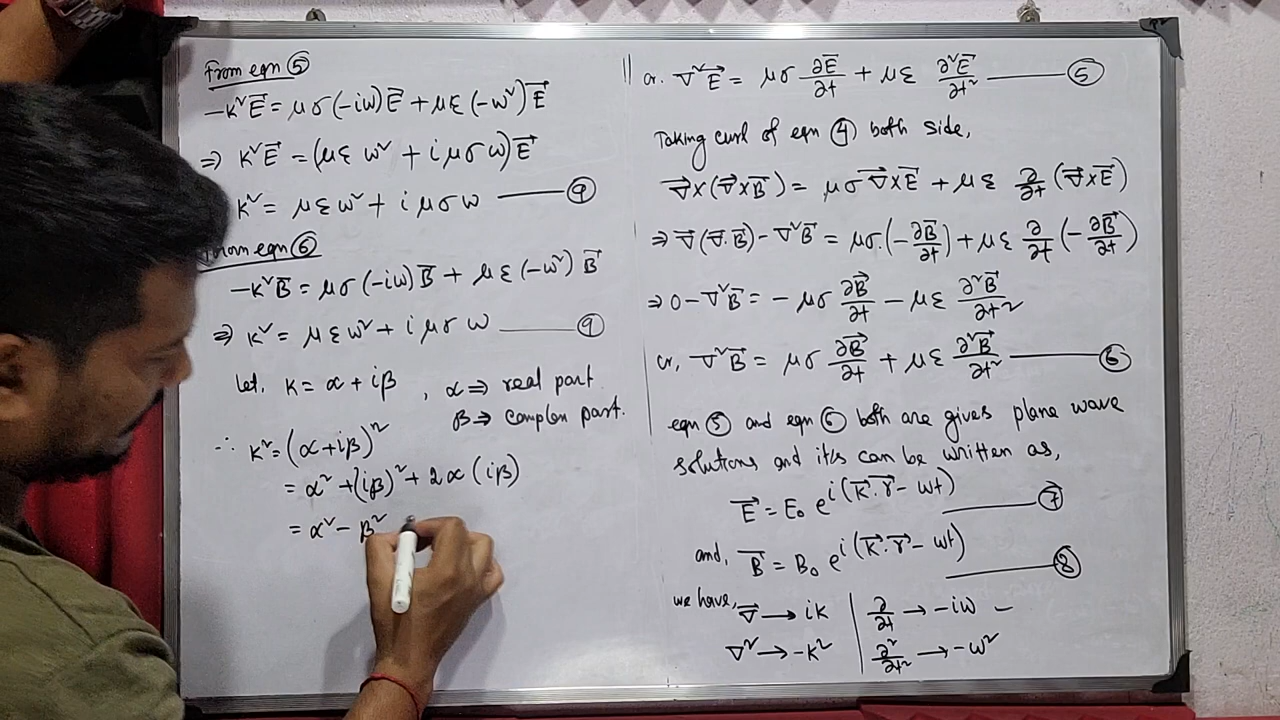 From eqn ⑤
-K²E⃗ = μσ(-iω)E⃗ + με(-ω²)E⃗
⇒ K²E⃗ = (μεω² + iμσω)E⃗
K² = μεω² + iμσω —— ⑨
From eqn ⑥
-K²B⃗ = μσ(-iω)B⃗ + με(-ω²)B⃗
⇒ K² = μεω² + iμσω —— ⑨
let, K = α + iβ , α ⇒ real part
β ⇒ complex part.
∴ K² = (α+iβ)²
= α² + (iβ)² + 2α(iβ)
= α² - β²
or. ∇²E⃗ = μσ ∂E⃗/∂t + με ∂²E⃗/∂t² —— ⑤
Taking curl of eqn ④ both side,
∇⃗×(∇⃗×B⃗) = μσ∇⃗×E⃗ + με ∂/∂t (∇⃗×E⃗)
⇒ ∇⃗(∇⃗.B⃗) - ∇²B⃗ = μσ.(-∂B⃗/∂t) + με ∂/∂t (-∂B⃗/∂t)
⇒ 0 - ∇²B⃗ = -μσ ∂B⃗/∂t - με ∂²B⃗/∂t²
or, ∇²B⃗ = μσ ∂B⃗/∂t + με ∂²B⃗/∂t² —— ⑥
eqn ⑤ and eqn ⑥ both are gives plane wave
solutions and it's can be written as,
E⃗ = E₀ e^i(K⃗.r⃗ - ωt) —— ⑦
and, B⃗ = B₀ e^i(K⃗.r⃗ - ωt) —— ⑧
we have, ∇⃗ → iK | ∂/∂t → -iω –
∇² → -K² | ∂²/∂t² → -ω²